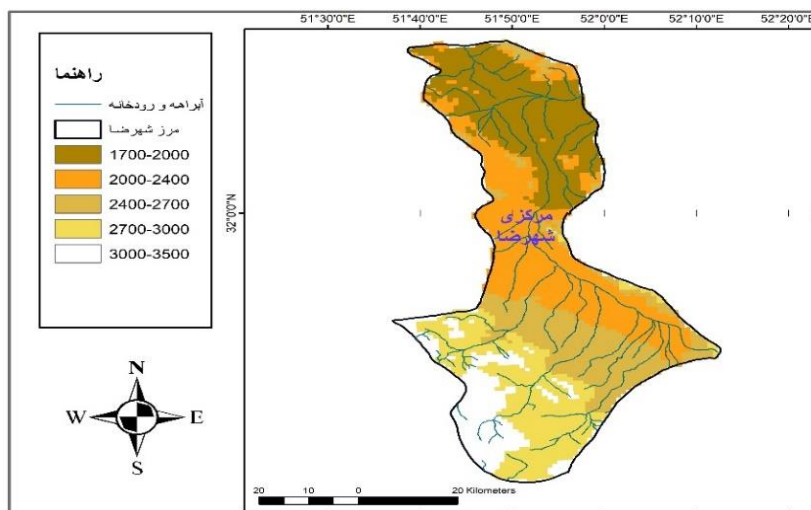 51°30'0"E 51°40'0"E 51°50'0"E 52°0'0"E 52°10'0"E 52°20'0"E
راهنما
آبراهه و رودخانه
مرز شهرضا
1700-2000
2000-2400
2400-2700
2700-3000
3000-3500
32°0'0"N
مرکزی
شهرضا
N
W E
S
20 10 0 20 Kilometers